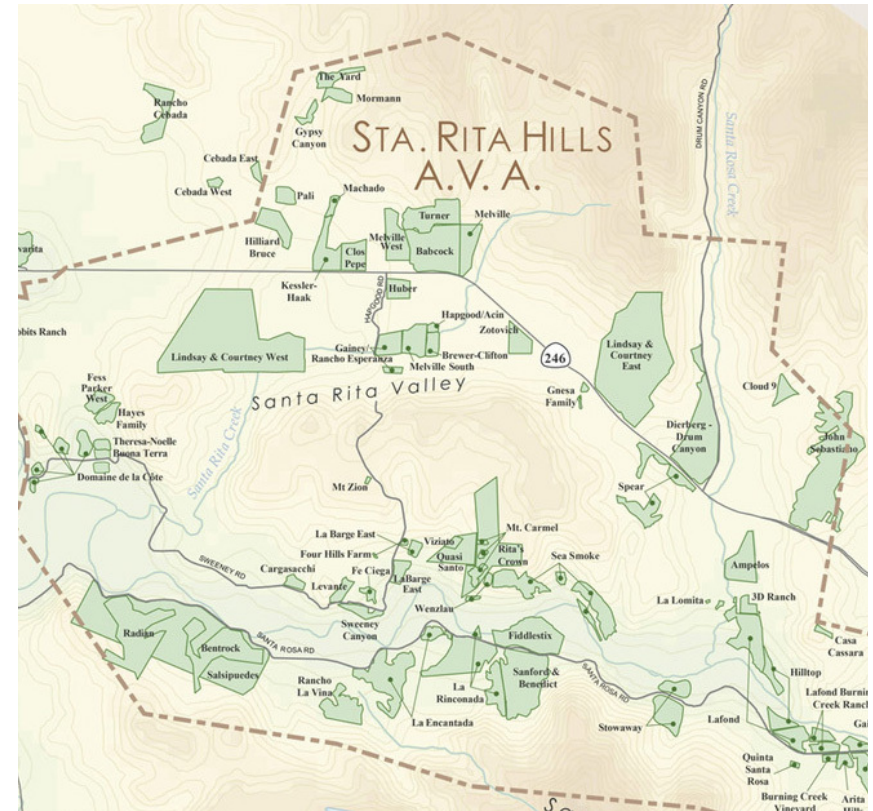 The Yard
Mormann
Rancho
Cebada
Gypsy
Canyon
STA. RITA HILLS
A.V.A.
DRUM CANYON RD
Santa Rosa Creek
Cebada East
Cebada West
Pali
Machado
Hilliard
Bruce
Turner
Melville
Melville
West
Babcock
Clos
Pepe
Kessler-
Haak
Huber
HAPGOOD RD
Hapgood/Acin
Zotovich
246
Lindsay & Courtney West
Gainey/
Rancho Esperanza
Brewer-Clifton
Melville South
Lindsay &
Courtney
East
Santa Rita Valley
Gnesa
Family
Cloud 9
bbits Ranch
Fess
Parker
West
Hayes
Family
Theresa-Noelle
Buona Terra
Domaine de la Côte
Santa Rita Creek
Dierberg -
Drum
Canyon
John
Sebastiano
Spear
Mt Zion
Mt. Carmel
La Barge East
Viziato
Four Hills Farm
Quasi
Santo
Rita's
Crown
Sea Smoke
Fe Ciega
Cargasacchi
SWEENEY RD
Levante
LaBarge
East
Wenzlau
Sweeney
Canyon
Ampelos
La Lomita
3D Ranch
Casa
Cassara
Radian
Bentrock
Salsipuedes
SANTA ROSA RD
Fiddlestix
Rancho
La Vina
La
Rinconada
Sanford &
Benedict
SANTA ROSA RD
La Encantada
Stowaway
Hilltop
Lafond
Lafond Burnin
Creek Ranch
Gai
Quinta
Santa
Rosa
Burning Creek
Vineyard
Arita